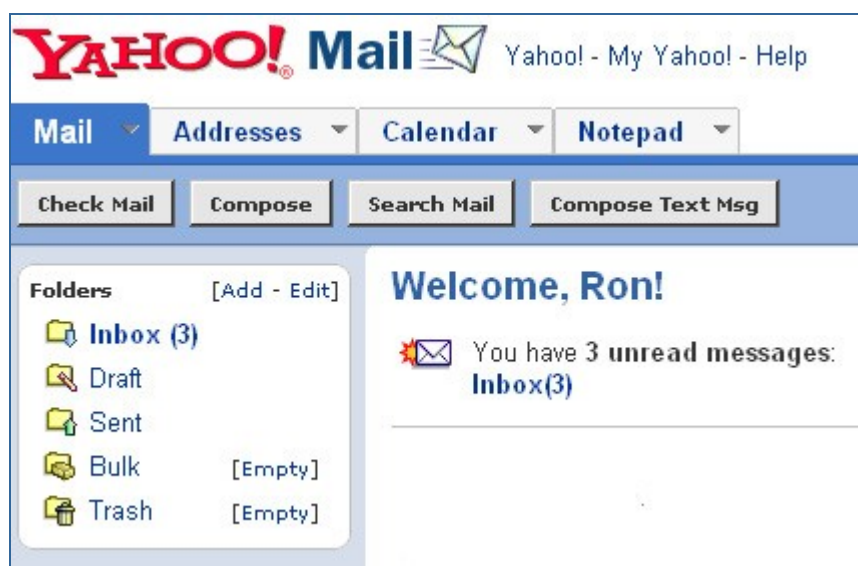 YAHOO!® Mail Yahoo! - My Yahoo! - Help
Mail Addresses Calendar Notepad
Check Mail Compose Search Mail Compose Text Msg
Folders [Add - Edit]
Inbox (3)
Draft
Sent
Bulk [Empty]
Trash [Empty]
Welcome, Ron!
You have 3 unread messages:
Inbox(3)